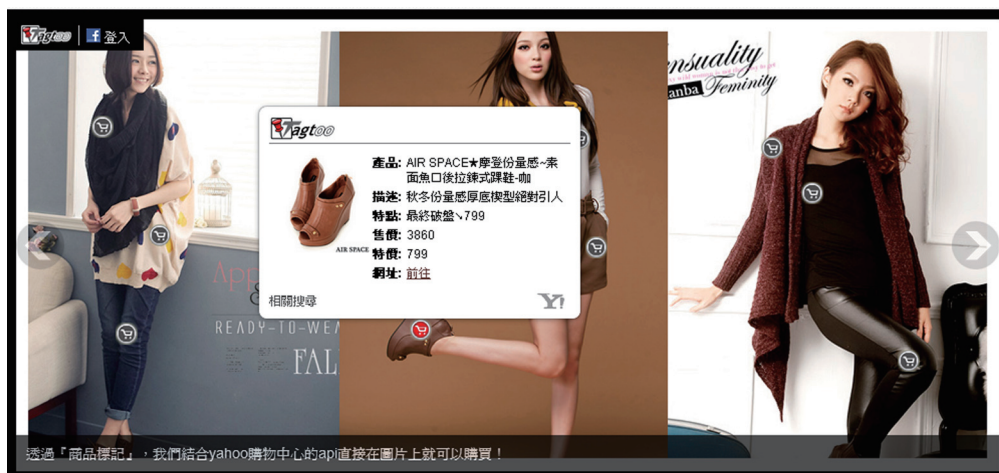 Tagtoo
登入
nsuality
anba Feminity
Tagtoo
產品: AIR SPACE★摩登份量感~素
面魚口後拉鍊式踝鞋-咖
描述: 秋冬份量感厚底楔型絕對引人
特點: 最終破盤↘799
售價: 3860
AIR SPACE
特價: 799
網址: 前往
相關搜尋
Y!
App
READY-TO-WEA
FAL
透過『商品標記』，我們結合yahoo購物中心的api直接在圖片上就可以購買！